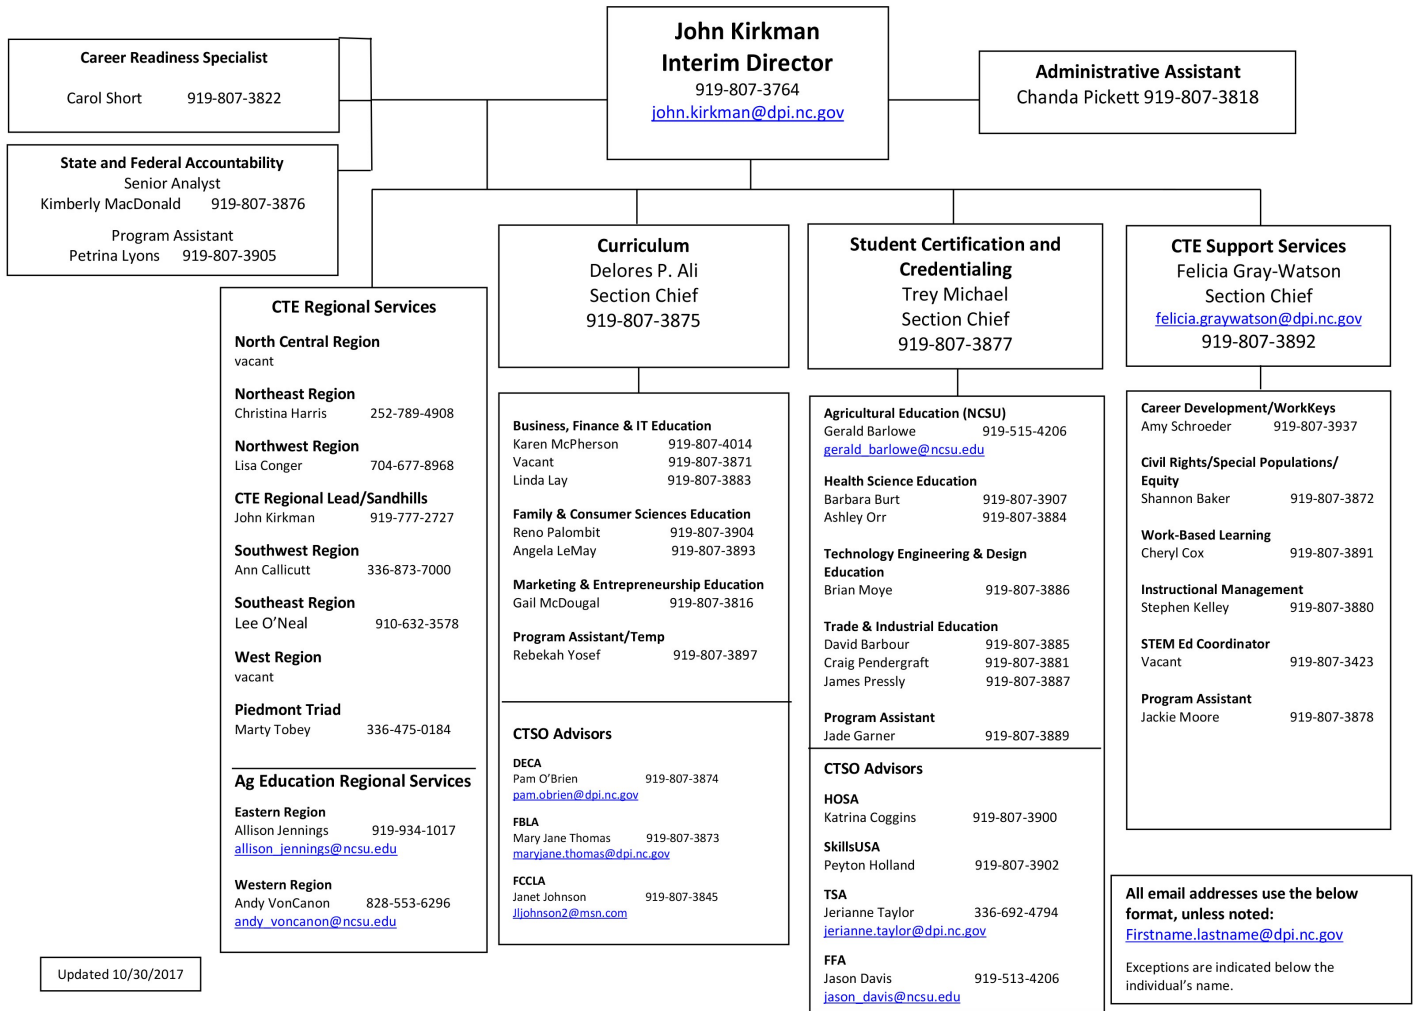 John Kirkman
Interim Director
919-807-3764
john.kirkman@dpi.nc.gov
Career Readiness Specialist
Carol Short 919-807-3822
Administrative Assistant
Chanda Pickett 919-807-3818
State and Federal Accountability
Senior Analyst
Kimberly MacDonald 919-807-3876
Program Assistant
Petrina Lyons 919-807-3905
CTE Regional Services
North Central Region
vacant
Northeast Region
Christina Harris 252-789-4908
Northwest Region
Lisa Conger 704-677-8968
CTE Regional Lead/Sandhills
John Kirkman 919-777-2727
Southwest Region
Ann Callicutt 336-873-7000
Southeast Region
Lee O’Neal 910-632-3578
West Region
vacant
Piedmont Triad
Marty Tobey 336-475-0184
Ag Education Regional Services
Eastern Region
Allison Jennings 919-934-1017
allison_jennings@ncsu.edu
Western Region
Andy VonCanon 828-553-6296
andy_voncanon@ncsu.edu
Curriculum
Delores P. Ali
Section Chief
919-807-3875
Business, Finance & IT Education
Karen McPherson 919-807-4014
Vacant 919-807-3871
Linda Lay 919-807-3883
Family & Consumer Sciences Education
Reno Palombit 919-807-3904
Angela LeMay 919-807-3893
Marketing & Entrepreneurship Education
Gail McDougal 919-807-3816
Program Assistant/Temp
Rebekah Yosef 919-807-3897
CTSO Advisors
DECA
Pam O’Brien 919-807-3874
pam.obrien@dpi.nc.gov
FBLA
Mary Jane Thomas 919-807-3873
maryjane.thomas@dpi.nc.gov
FCCLA
Janet Johnson 919-807-3845
Jljohnson2@msn.com
Student Certification and
Credentialing
Trey Michael
Section Chief
919-807-3877
Agricultural Education (NCSU)
Gerald Barlowe 919-515-4206
gerald_barlowe@ncsu.edu
Health Science Education
Barbara Burt 919-807-3907
Ashley Orr 919-807-3884
Technology Engineering & Design
Education
Brian Moye 919-807-3886
Trade & Industrial Education
David Barbour 919-807-3885
Craig Pendergraft 919-807-3881
James Pressly 919-807-3887
Program Assistant
Jade Garner 919-807-3889
CTSO Advisors
HOSA
Katrina Coggins 919-807-3900
SkillsUSA
Peyton Holland 919-807-3902
TSA
Jerianne Taylor 336-692-4794
jerianne.taylor@dpi.nc.gov
FFA
Jason Davis 919-513-4206
jason_davis@ncsu.edu
CTE Support Services
Felicia Gray-Watson
Section Chief
felicia.graywatson@dpi.nc.gov
919-807-3892
Career Development/WorkKeys
Amy Schroeder 919-807-3937
Civil Rights/Special Populations/
Equity
Shannon Baker 919-807-3872
Work-Based Learning
Cheryl Cox 919-807-3891
Instructional Management
Stephen Kelley 919-807-3880
STEM Ed Coordinator
Vacant 919-807-3423
Program Assistant
Jackie Moore 919-807-3878
All email addresses use the below
format, unless noted:
Firstname.lastname@dpi.nc.gov
Exceptions are indicated below the
individual’s name.
Updated 10/30/2017